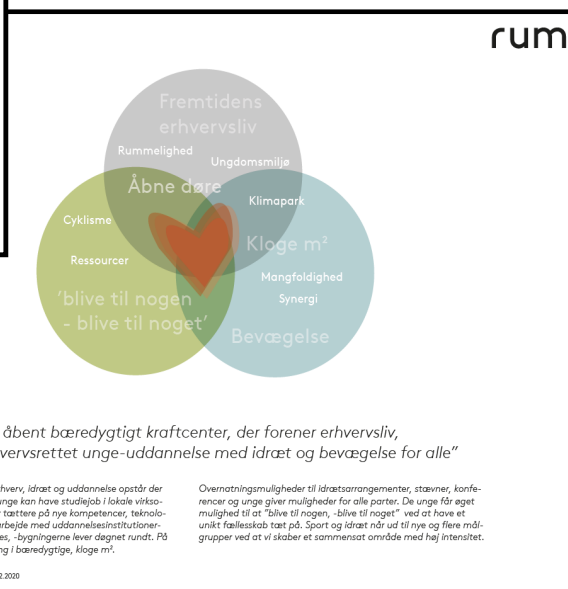 rum
Fremtidens
erhvervsliv
Rummelighed
Ungdomsmiljø
Åbne døre
Klimapark
Cyklisme
Kloge m²
Ressourcer
Mangfoldighed
Synergi
'blive til nogen
- blive til noget'
Bevægelse
åbent bæredygtigt kraftcenter, der forener erhvervsliv,
vervsrettet unge-uddannelse med idræt og bevægelse for alle”
hverv, idræt og uddannelse opstår der
unge kan have studiejob i lokale virkso-
tættere på nye kompetencer, teknolo-
arbejde med uddannelsesinstitutioner-
es, -bygningerne lever døgnet rundt. På
ng i bæredygtige, kloge m².
Overnatningsmuligheder til idrætsarrangementer, stævner, konfe-
rencer og unge giver muligheder for alle parter. De unge får øget
mulighed til at ”blive til nogen, -blive til noget” ved at have et
unikt fællesskab tæt på. Sport og idræt når ud til nye og flere mål-
grupper ved at vi skaber et sammensat område med høj intensitet.
2.2020